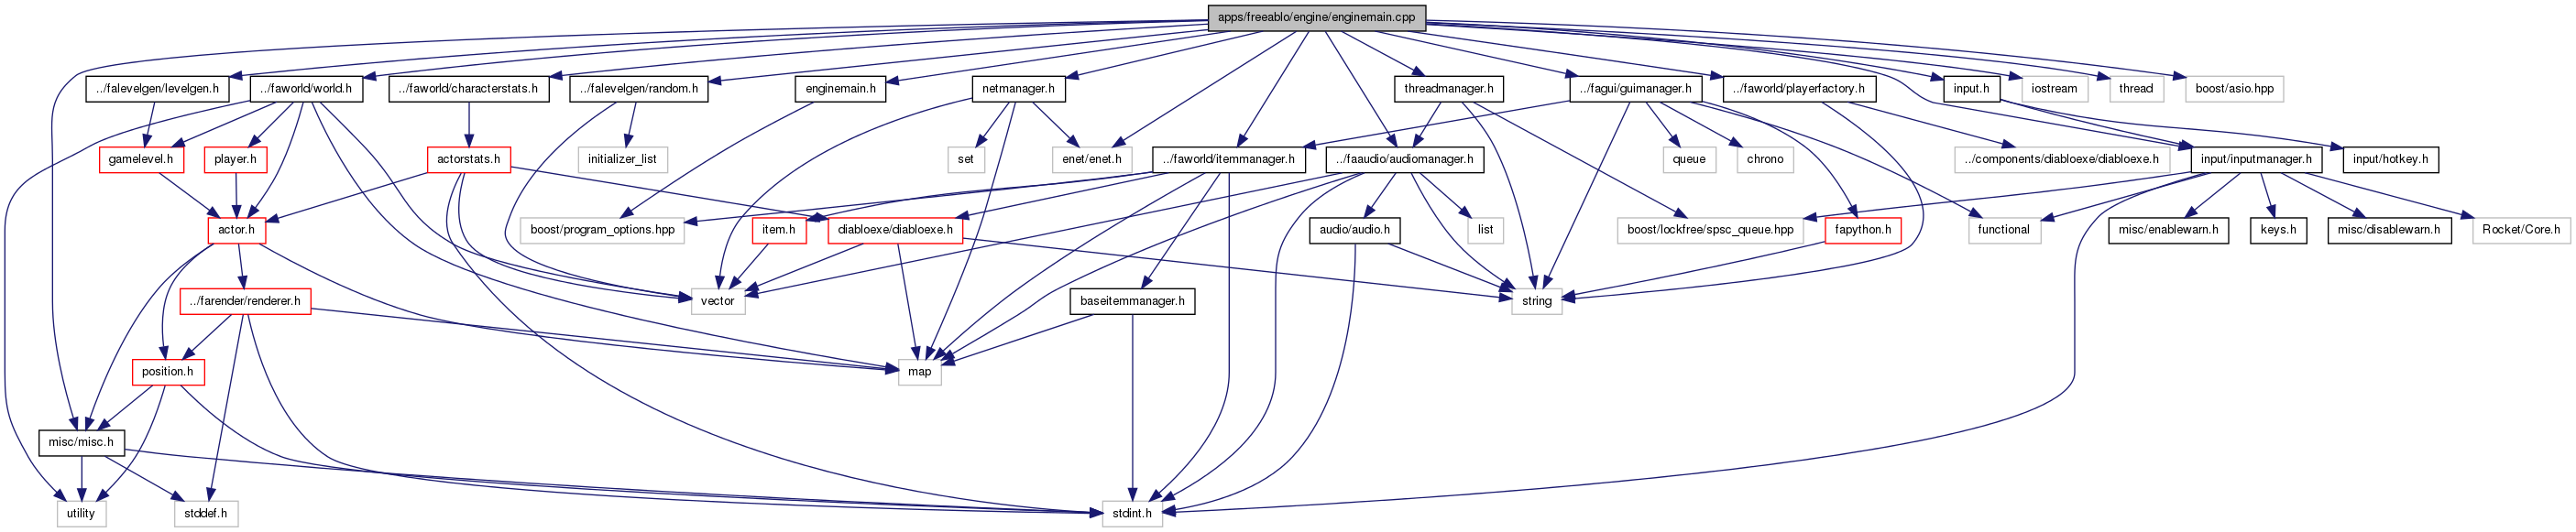 apps/freeablo/engine/enginemain.cpp
../falevelgen/levelgen.h
../faworld/world.h
../faworld/characterstats.h
../falevelgen/random.h
enginemain.h
netmanager.h
threadmanager.h
../fagui/guimanager.h
../faworld/playerfactory.h
input.h
iostream
thread
boost/asio.hpp
gamelevel.h
player.h
actorstats.h
initializer_list
set
enet/enet.h
../faworld/itemmanager.h
../faaudio/audiomanager.h
queue
chrono
../components/diabloexe/diabloexe.h
input/inputmanager.h
input/hotkey.h
actor.h
boost/program_options.hpp
item.h
diabloexe/diabloexe.h
audio/audio.h
list
boost/lockfree/spsc_queue.hpp
fapython.h
functional
misc/enablewarn.h
keys.h
misc/disablewarn.h
Rocket/Core.h
../farender/renderer.h
vector
baseitemmanager.h
string
position.h
map
misc/misc.h
utility
stddef.h
stdint.h